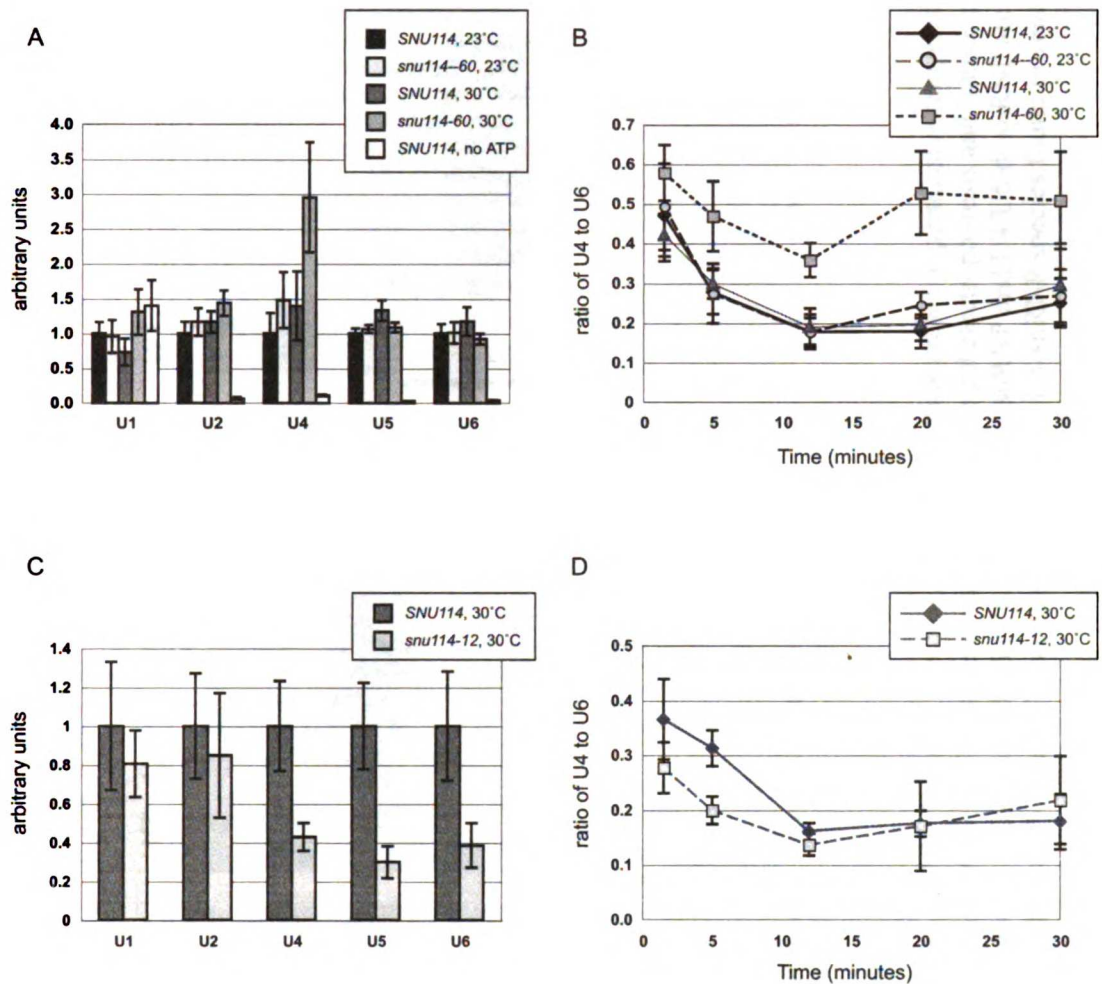 A
SNU114, 23°C
snu114--60, 23°C
SNU114, 30°C
snu114-60, 30°C
SNU114, no ATP
arbitrary units
4.0
3.5
3.0
2.5
2.0
1.5
1.0
0.5
0.0
U1 U2 U4 U5 U6
B
SNU114, 23°C
snu114--60, 23°C
SNU114, 30°C
snu114-60, 30°C
ratio of U4 to U6
0.7
0.6
0.5
0.4
0.3
0.2
0.1
0
0 5 10 15 20 25 30
Time (minutes)
C
SNU114, 30°C
snu114-12, 30°C
arbitrary units
1.4
1.2
1
0.8
0.6
0.4
0.2
0
U1 U2 U4 U5 U6
D
SNU114, 30°C
snu114-12, 30°C
ratio of U4 to U6
0.5
0.4
0.3
0.2
0.1
0.0
0 5 10 15 20 25 30
Time (minutes)